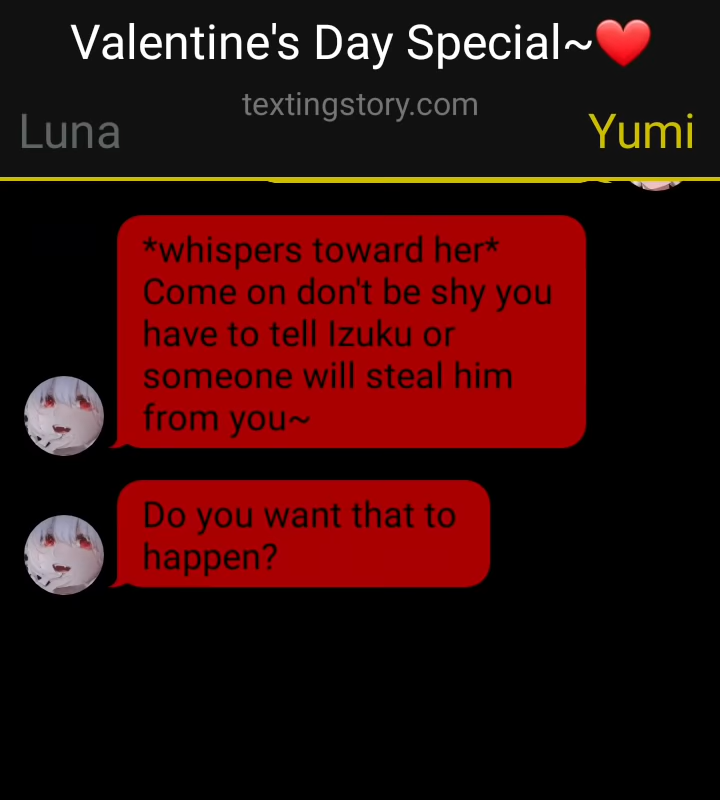 Valentine's Day Special~❤️
textingstory.com
Luna
Yumi
*whispers toward her*
Come on don't be shy you
have to tell Izuku or
someone will steal him
from you~
Do you want that to
happen?